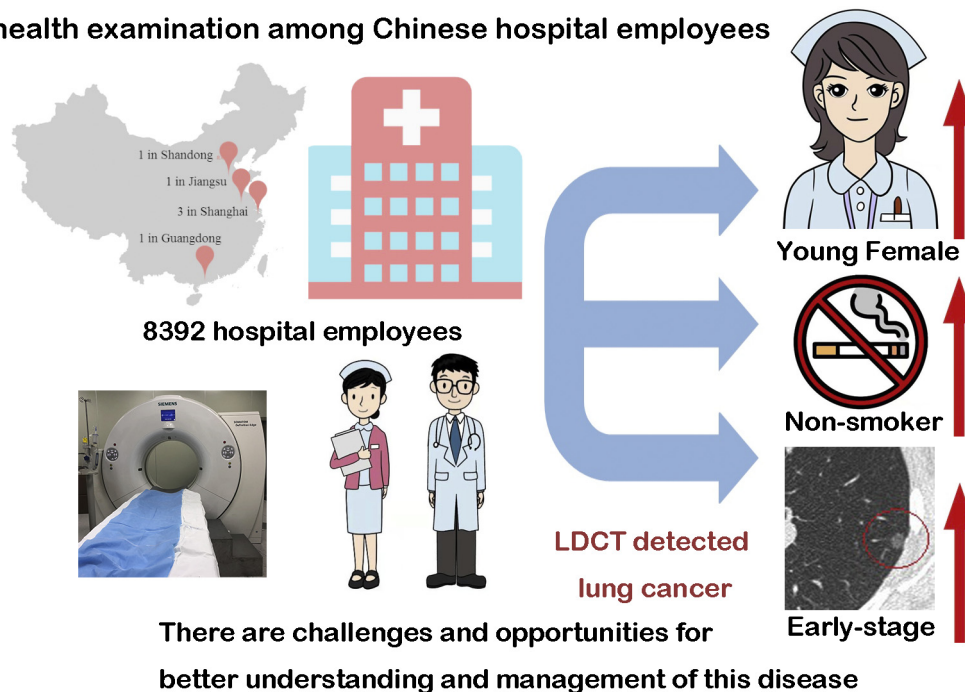 health examination among Chinese hospital employees
1 in Shandong
1 in Jiangsu
3 in Shanghai
1 in Guangdong
8392 hospital employees
SIEMENS
Young Female
Non-smoker
LDCT detected
lung cancer
Early-stage
There are challenges and opportunities for
better understanding and management of this disease